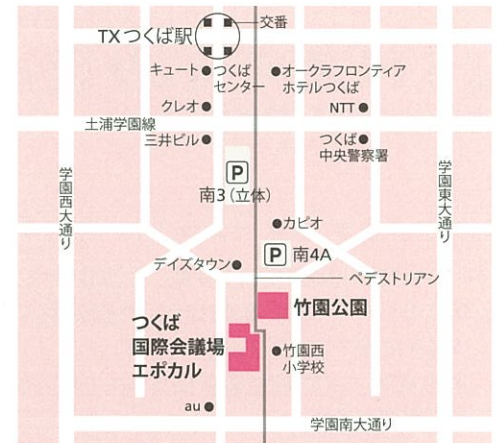 交番
TXつくば駅
キュート
つくば
センター
オークラフロンティア
ホテルつくば
クレオ
NTT
土浦学園線
三井ビル
つくば
中央警察署
学園西大通り
学園東大通り
P
南3（立体）
カピオ
P 南4A
デイズタウン
ペデストリアン
竹園公園
つくば
国際会議場
エポカル
竹園西
小学校
au
学園南大通り